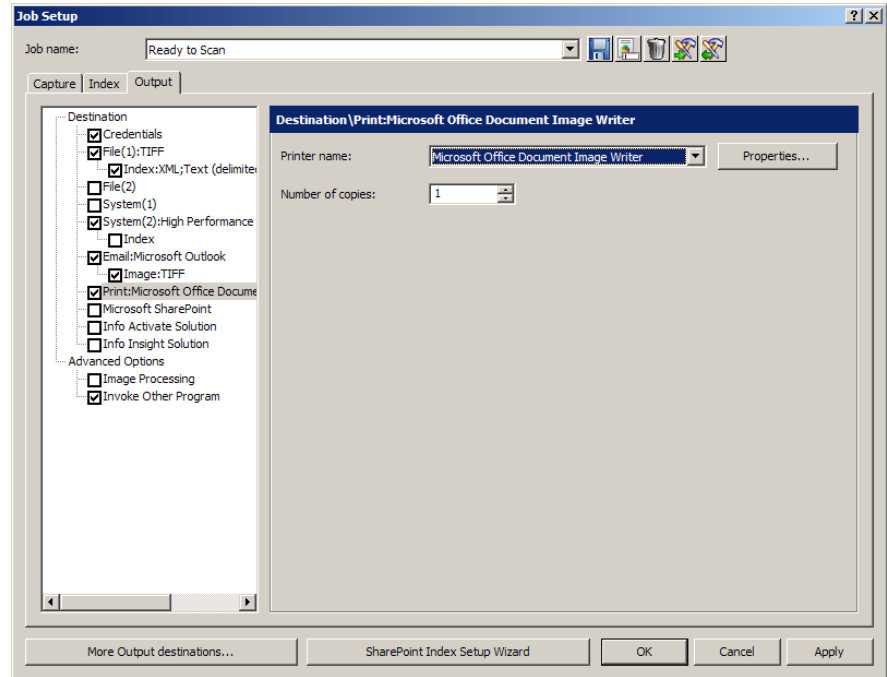 Job Setup
Job name: Ready to Scan
Capture Index Output
Destination
Credentials
File(1):TIFF
Index:XML;Text (delimite
File(2)
System(1)
System(2):High Performance
Index
Email:Microsoft Outlook
Image:TIFF
Print:Microsoft Office Docume
Microsoft SharePoint
Info Activate Solution
Info Insight Solution
Advanced Options
Image Processing
Invoke Other Program
Destination\Print:Microsoft Office Document Image Writer
Printer name: Microsoft Office Document Image Writer Properties...
Number of copies: 1
More Output destinations... SharePoint Index Setup Wizard OK Cancel Apply